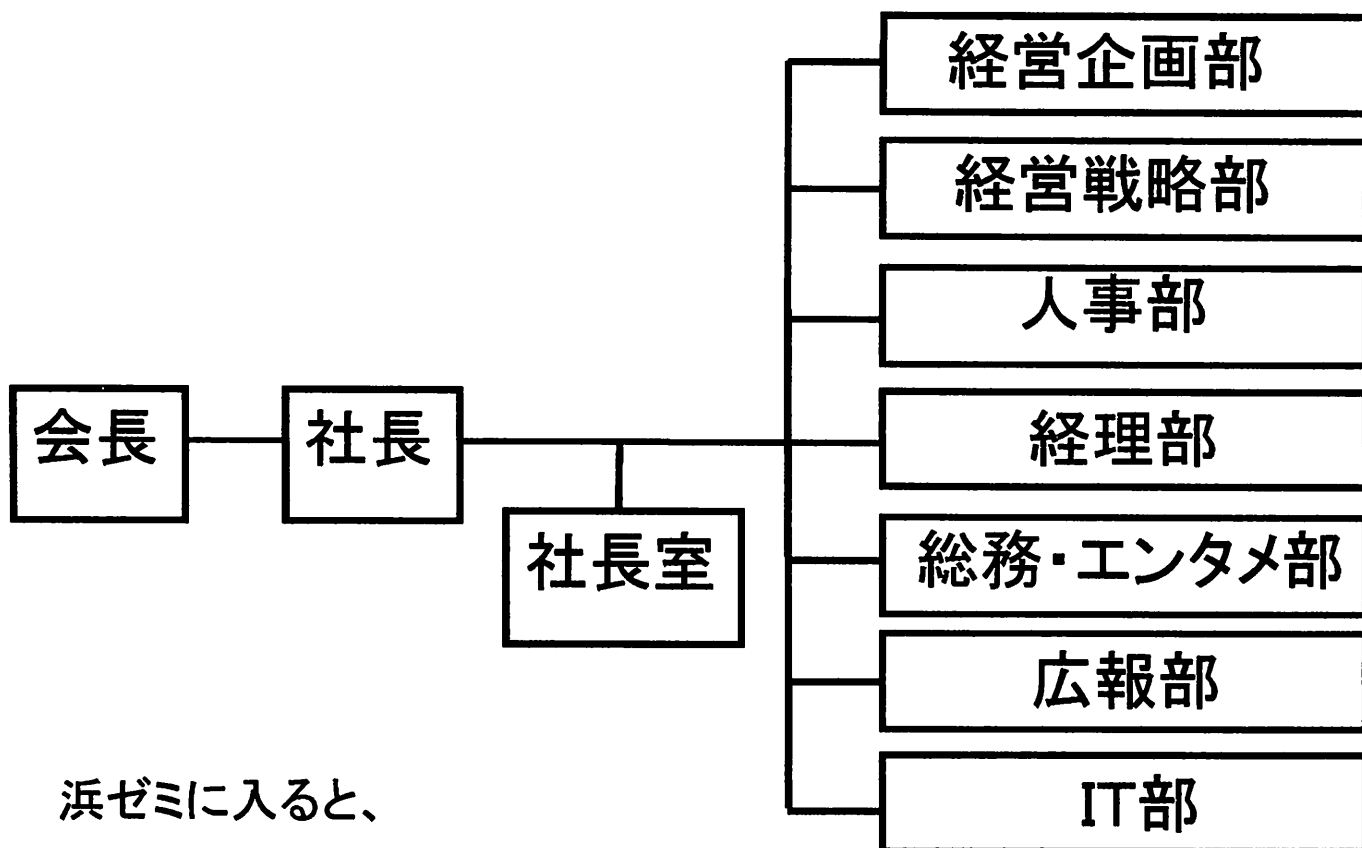 経営企画部
経営戦略部
人事部
会長
社長
経理部
社長室
総務・エンタメ部
広報部
IT部
浜ゼミに入ると、